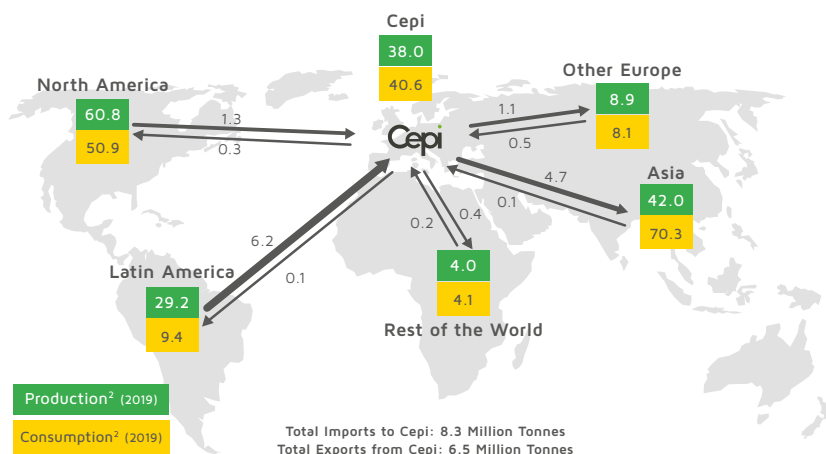 Cepi
38.0
40.6
North America
60.8
50.9
1.3
0.3
Cepi
Other Europe
8.9
8.1
1.1
0.5
Asia
42.0
70.3
4.7
0.1
0.2
0.4
4.0
4.1
Rest of the World
6.2
0.1
Latin America
29.2
9.4
Production² (2019)
Consumption² (2019)
Total Imports to Cepi: 8.3 Million Tonnes
Total Exports from Cepi: 6.5 Million Tonnes